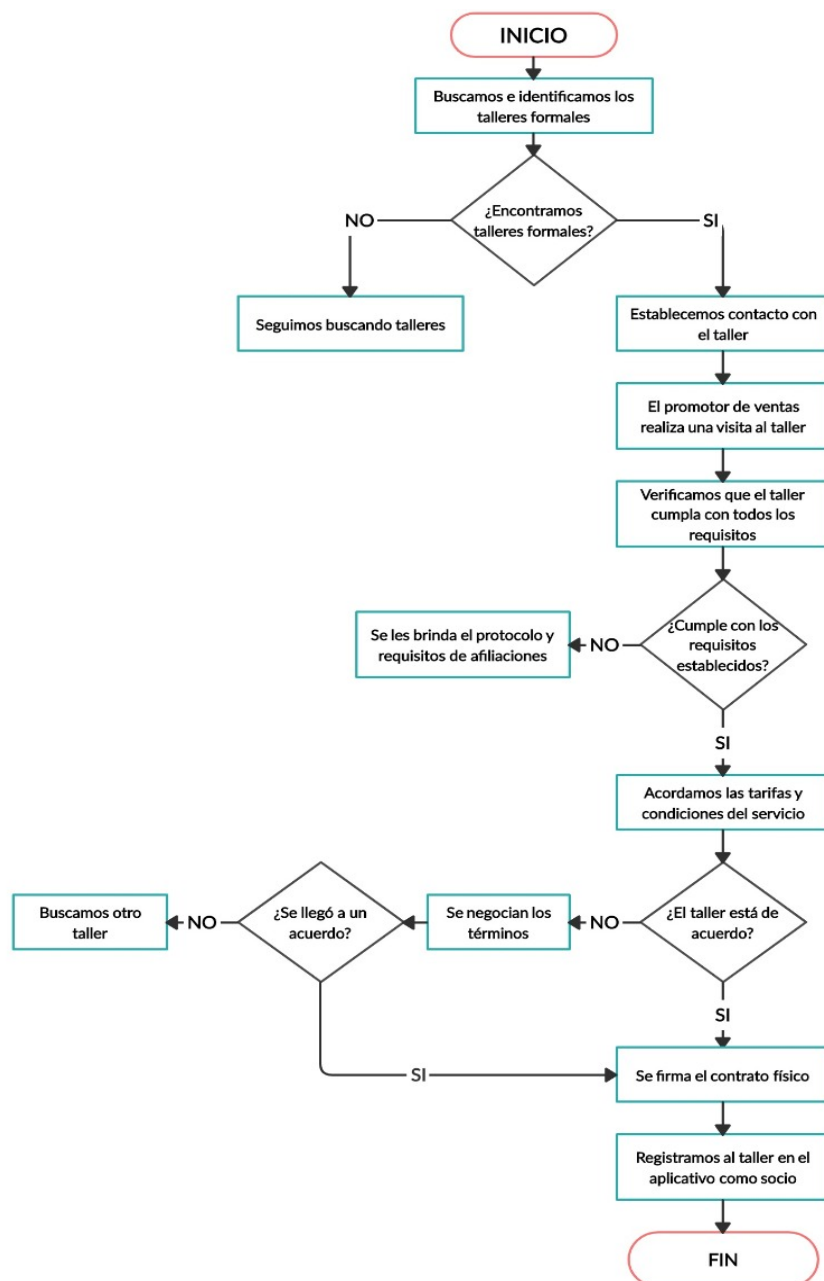 INICIO
Buscamos e identificamos los
talleres formales
¿Encontramos
talleres formales?
NO
SI
Seguimos buscando talleres
Establecemos contacto con
el taller
El promotor de ventas
realiza una visita al taller
Verificamos que el taller
cumpla con todos los
requisitos
¿Cumple con los
requisitos
establecidos?
NO
Se les brinda el protocolo y
requisitos de afiliaciones
SI
Acordamos las tarifas y
condiciones del servicio
¿El taller está de
acuerdo?
NO
Se negocian los
términos
¿Se llegó a un
acuerdo?
NO
Buscamos otro
taller
SI
SI
Se firma el contrato físico
Registramos al taller en el
aplicativo como socio
FIN